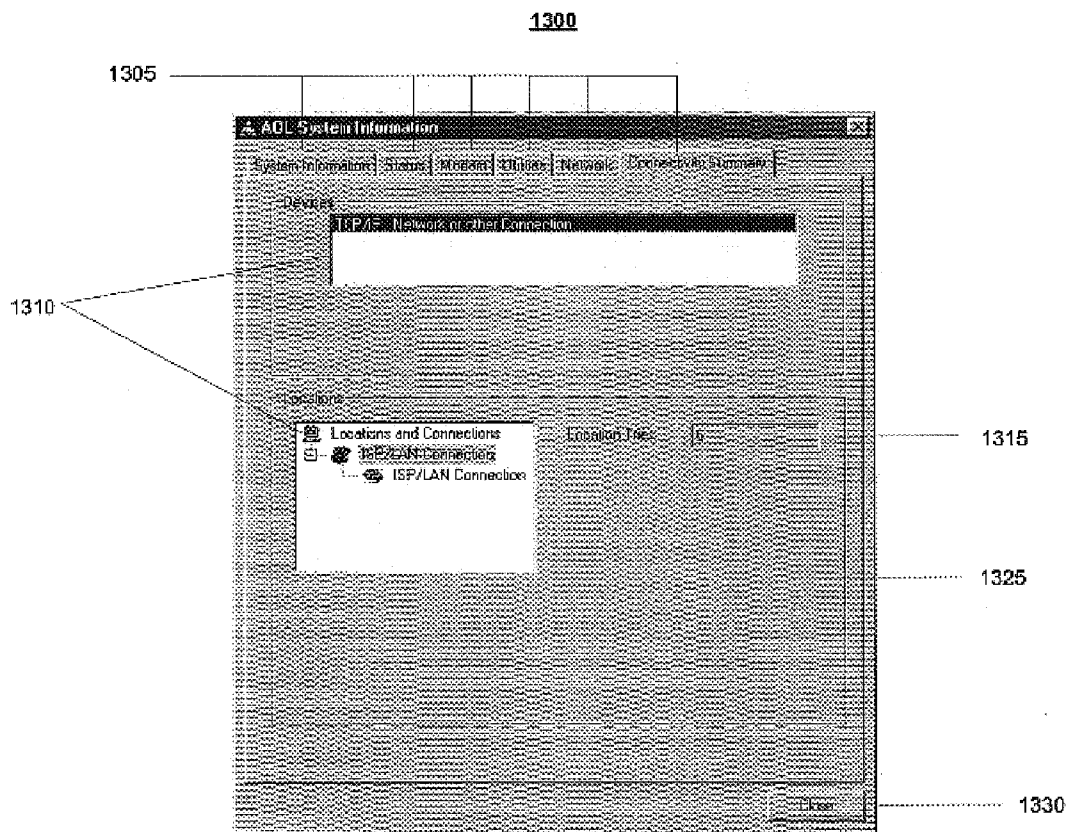 1300
1305
AOL System Information
System Information Status Modem Utilities Network Connectivity Summary
Devices
TCP/IP: Network or other Connection
1310
Locations
Locations and Connections
ISP/LAN Connection
ISP/LAN Connection
Location Tries:
1315
1325
Close
1330